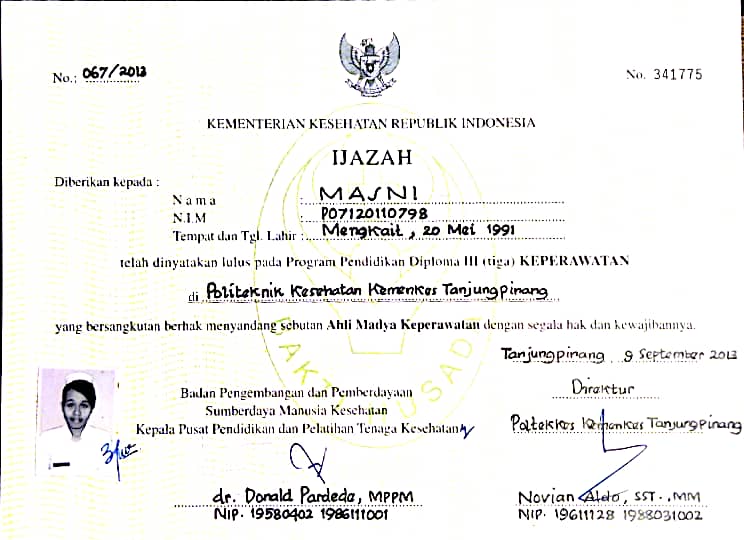 No.: 067/2013
No. 341775
KEMENTERIAN KESEHATAN REPUBLIK INDONESIA
IJAZAH
Diberikan kepada :
Nama : MASNI
N.I.M : P07120110798
Tempat dan Tgl. Lahir : Mengkait, 20 Mei 1991
telah dinyatakan lulus pada Program Pendidikan Diploma III (tiga) KEPERAWATAN
di Politeknik Kesehatan Kemenkes Tanjungpinang
yang bersangkutan berhak menyandang sebutan Ahli Madya Keperawatan dengan segala hak dan kewajibannya.
Tanjungpinang, 9 September 2013
Direktur
Poltekkes Kemenkes Tanjungpinang
Novian Aldo, SST., MM
NIP. 19611128 1988031002
Badan Pengembangan dan Pemberdayaan
Sumberdaya Manusia Kesehatan
Kepala Pusat Pendidikan dan Pelatihan Tenaga Kesehatan
dr. Donald Pardede, MPPM
NIP. 19580402 1986111001